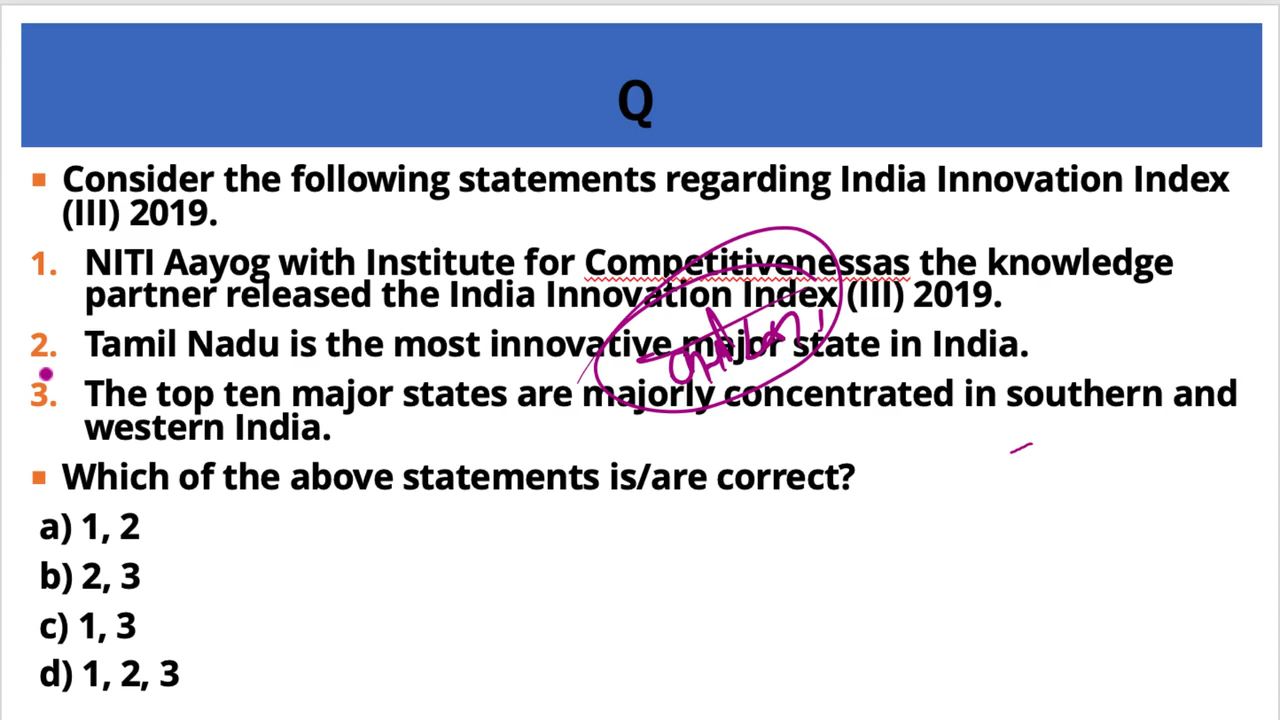 Q
Consider the following statements regarding India Innovation Index
(III) 2019.
1. NITI Aayog with Institute for Competitivenessas the knowledge
partner released the India Innovation Index (III) 2019.
2. Tamil Nadu is the most innovative major state in India.
3. The top ten major states are majorly concentrated in southern and
western India.
Which of the above statements is/are correct?
a) 1, 2
b) 2, 3
c) 1, 3
d) 1, 2, 3